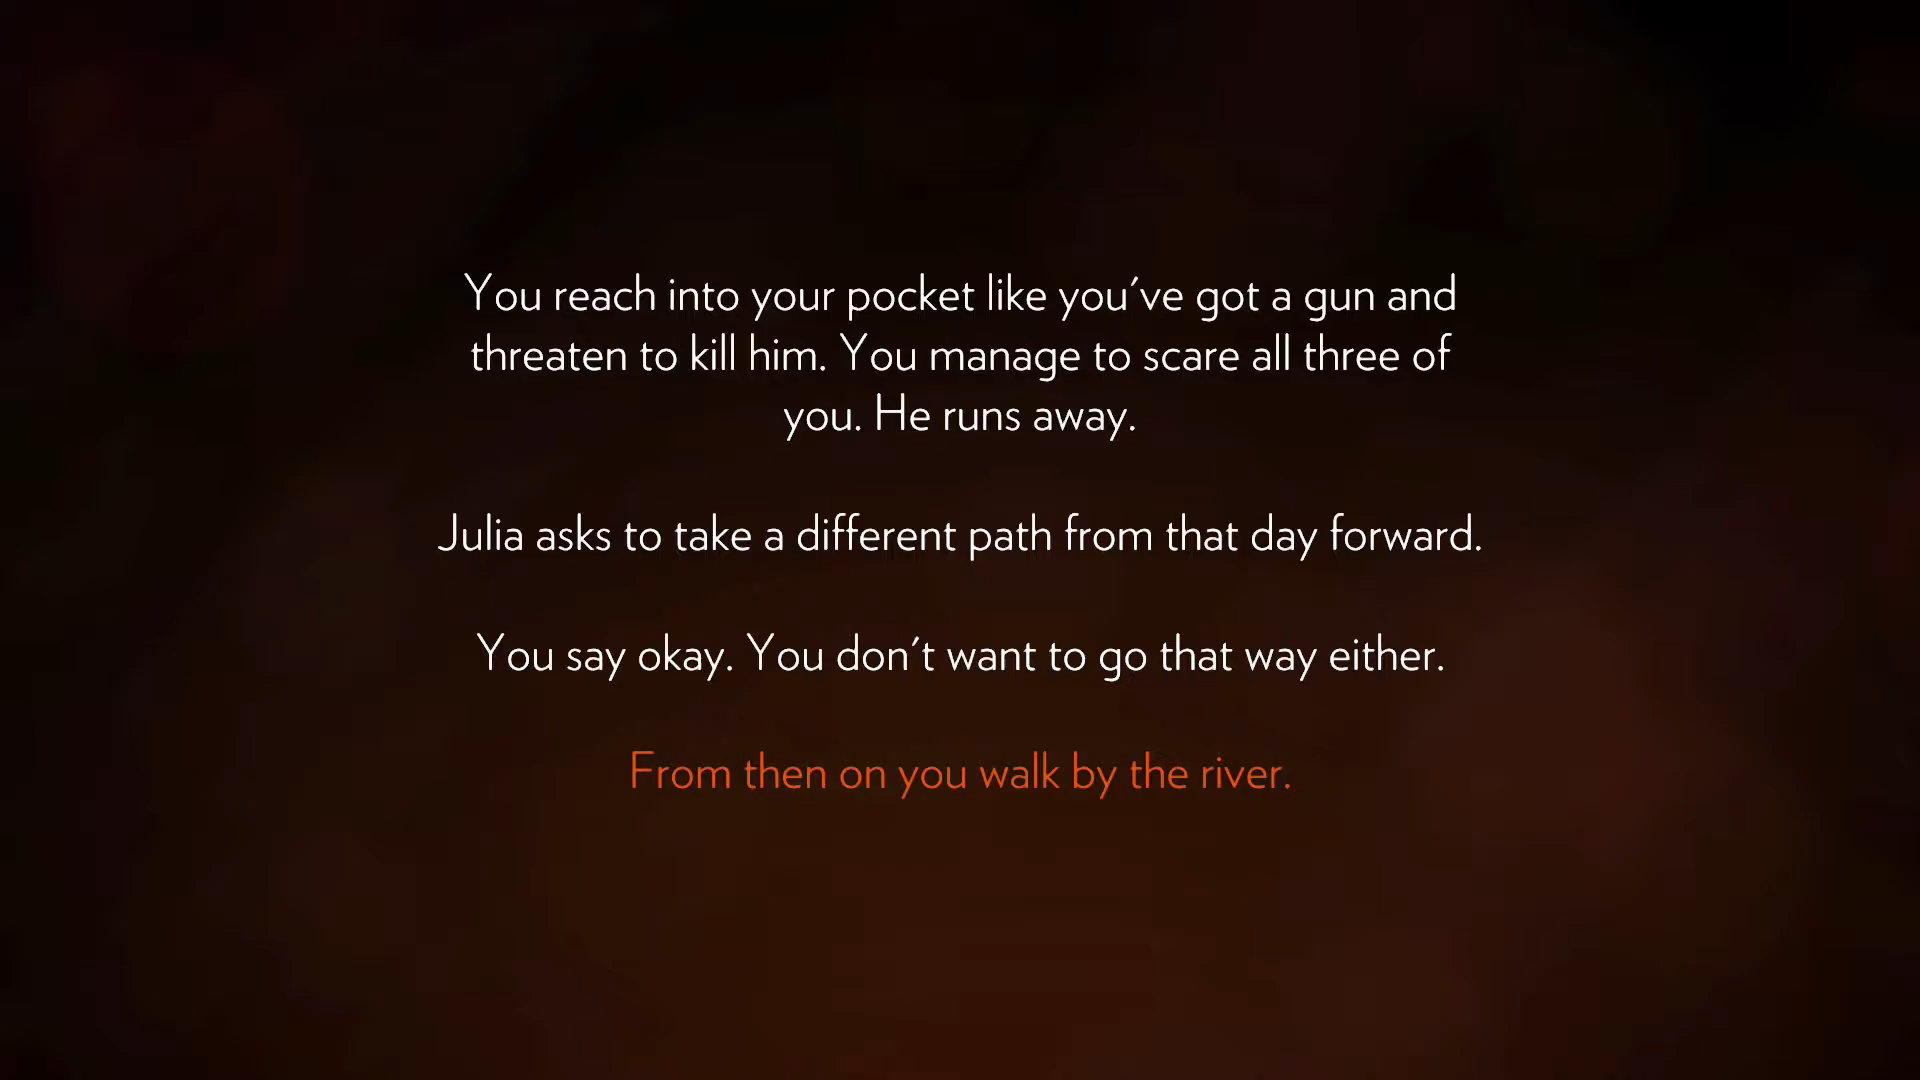 You reach into your pocket like you've got a gun and
threaten to kill him. You manage to scare all three of
you. He runs away.
Julia asks to take a different path from that day forward.
You say okay. You don't want to go that way either.
From then on you walk by the river.